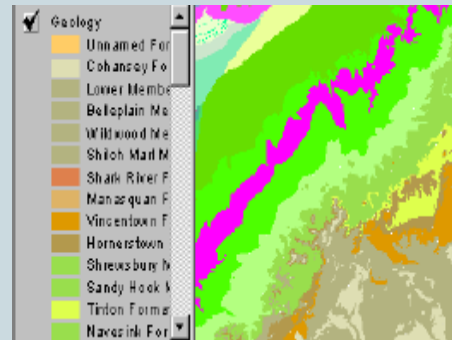 Geology
Unnamed For
Cohansey Fo
Lower Membe
Belleplain Me
Wildwood Me
Shiloh Marl M
Shark River F
Manasquan F
Vincentown F
Hornerstown
Shrewsbury M
Sandy Hook M
Tinton Format
Navesink For